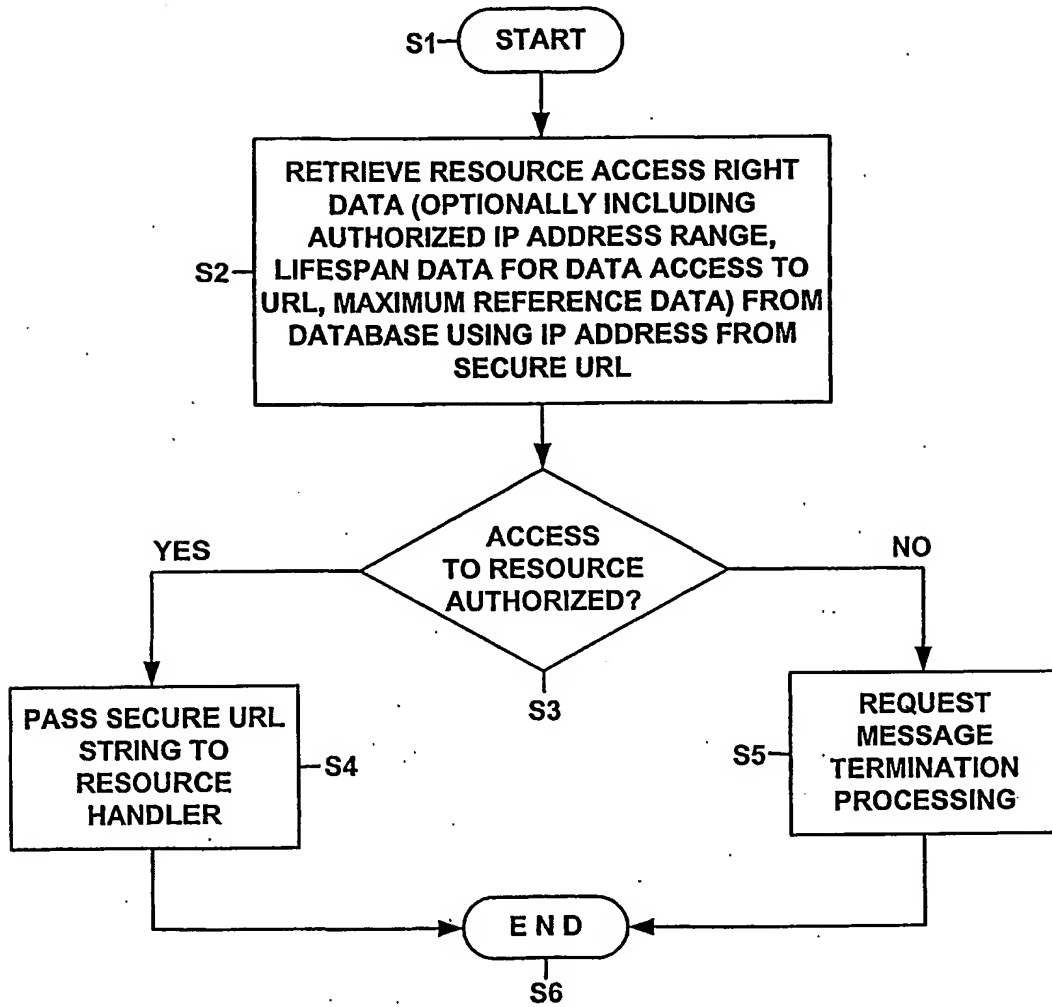 S1
START
RETRIEVE RESOURCE ACCESS RIGHT
DATA (OPTIONALLY INCLUDING
AUTHORIZED IP ADDRESS RANGE,
S2
LIFESPAN DATA FOR DATA ACCESS TO
URL, MAXIMUM REFERENCE DATA) FROM
DATABASE USING IP ADDRESS FROM
SECURE URL
YES
ACCESS
TO RESOURCE
AUTHORIZED?
NO
S3
PASS SECURE URL
STRING TO
RESOURCE
HANDLER
S4
REQUEST
MESSAGE
TERMINATION
PROCESSING
S5
E N D
S6